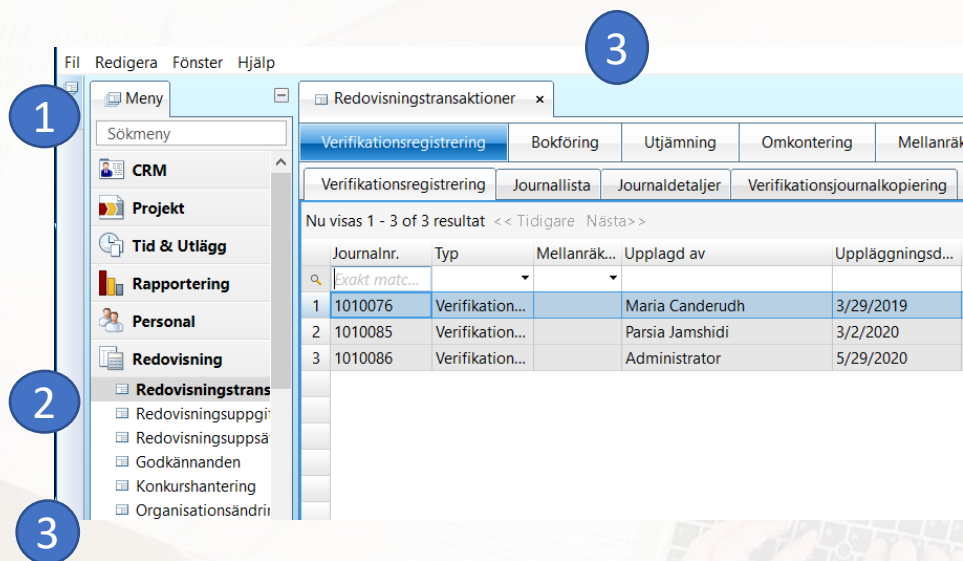 3
Fil Redigera Fönster Hjälp
1
Meny
Redovisningstransaktioner x
Sökmeny
Verifikationsregistrering Bokföring Utjämning Omkontering Mellanräk
CRM
Verifikationsregistrering Journallista Journaldetaljer Verifikationsjournalkopiering
Projekt
Nu visas 1 - 3 of 3 resultat << Tidigare Nästa>>
Tid & Utlägg
Journalnr. Typ Mellanräk... Upplagd av Uppläggningsd...
Rapportering
Exakt matc...
1 1010076 Verifikation... Maria Canderudh 3/29/2019
Personal
2 1010085 Verifikation... Parsia Jamshidi 3/2/2020
Redovisning
3 1010086 Verifikation... Administrator 5/29/2020
2
Redovisningstrans
Redovisningsuppgi
Redovisningsuppsä
Godkännanden
Konkurshantering
Organisationsändri
3